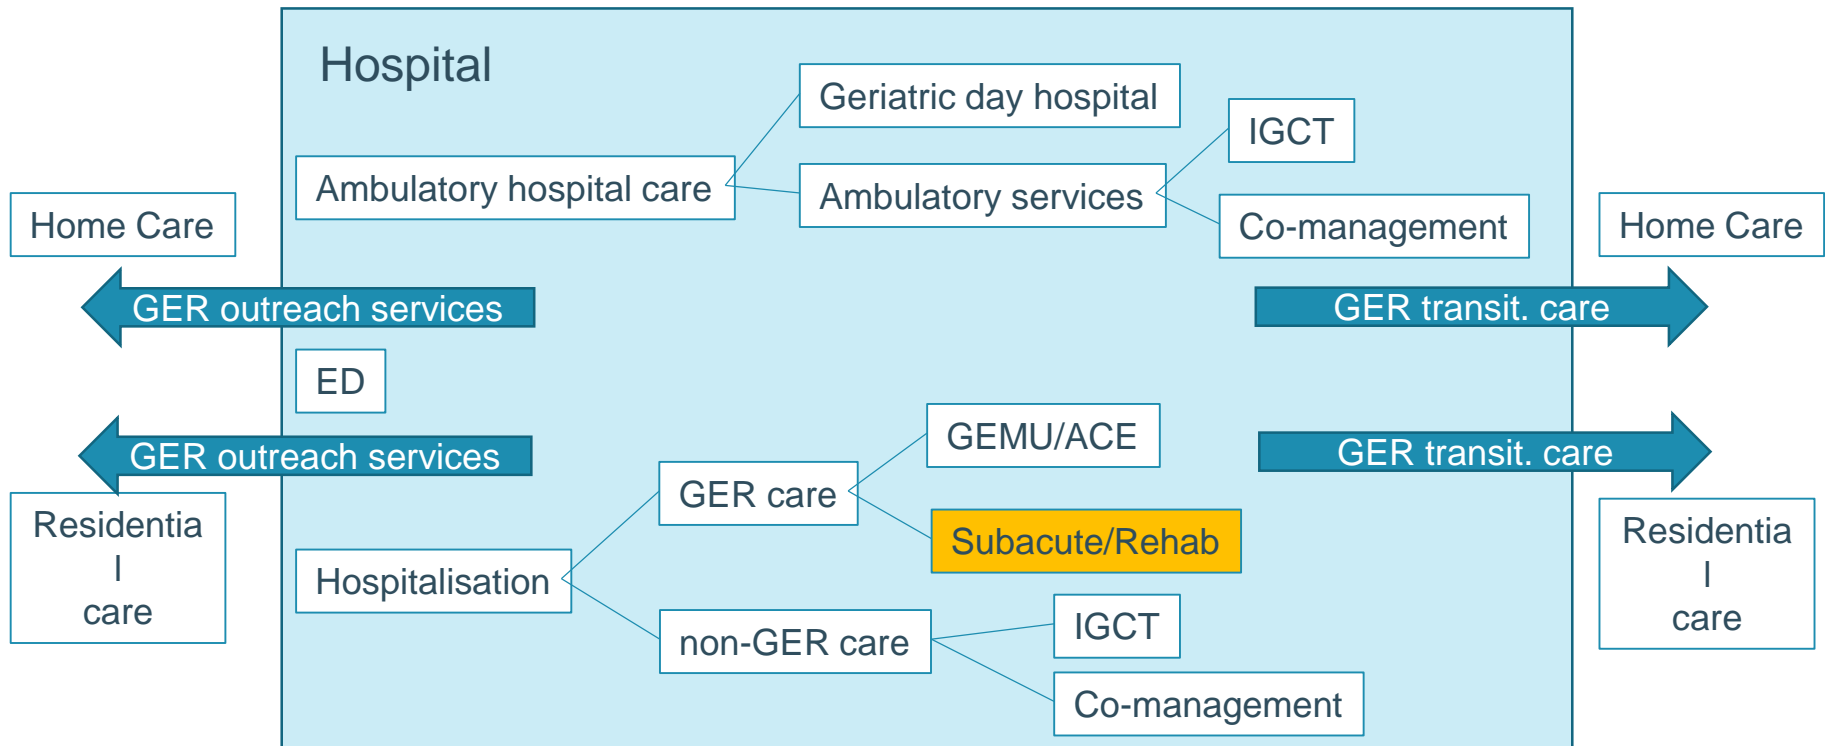 Hospital
Geriatric day hospital
IGCT
Ambulatory hospital care
Ambulatory services
Home Care
Co-management
Home Care
GER outreach services
GER transit. care
ED
GEMU/ACE
GER outreach services
GER transit. care
GER care
Residentia
l
care
Subacute/Rehab
Residentia
l
care
Hospitalisation
IGCT
non-GER care
Co-management